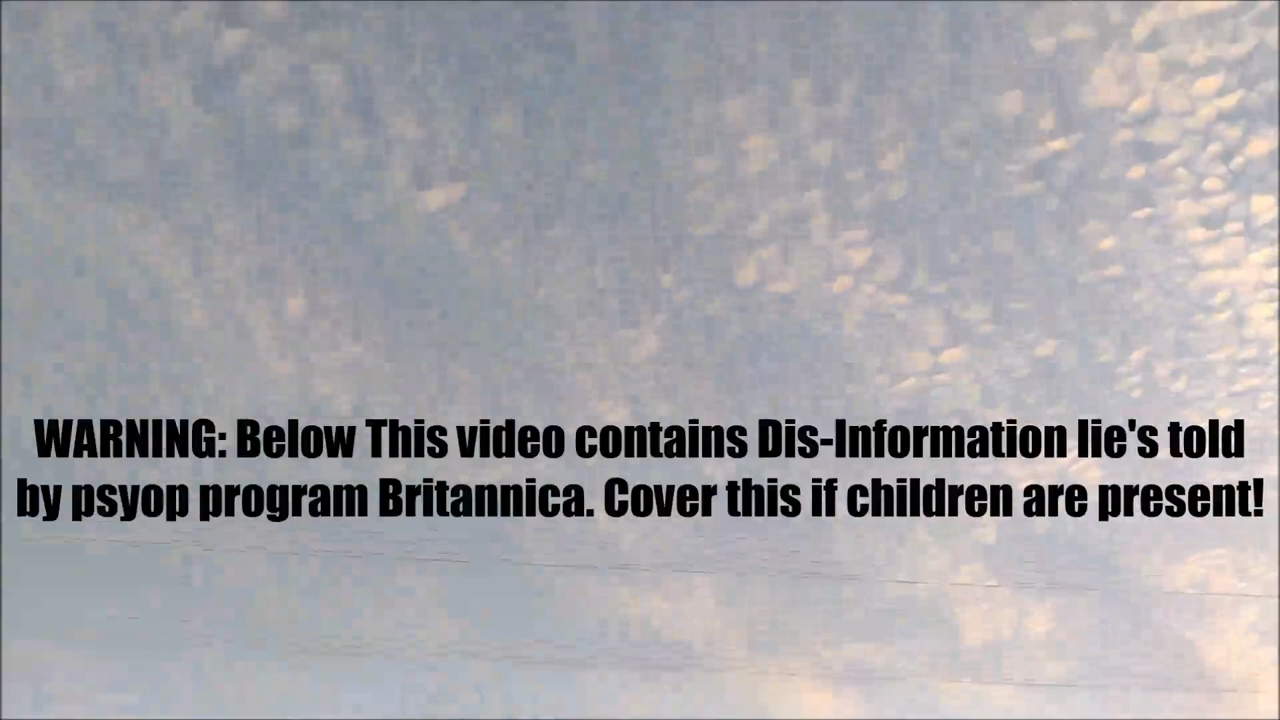 WARNING: Below This video contains Dis-Information lie's told
by psyop program Britannica. Cover this if children are present!